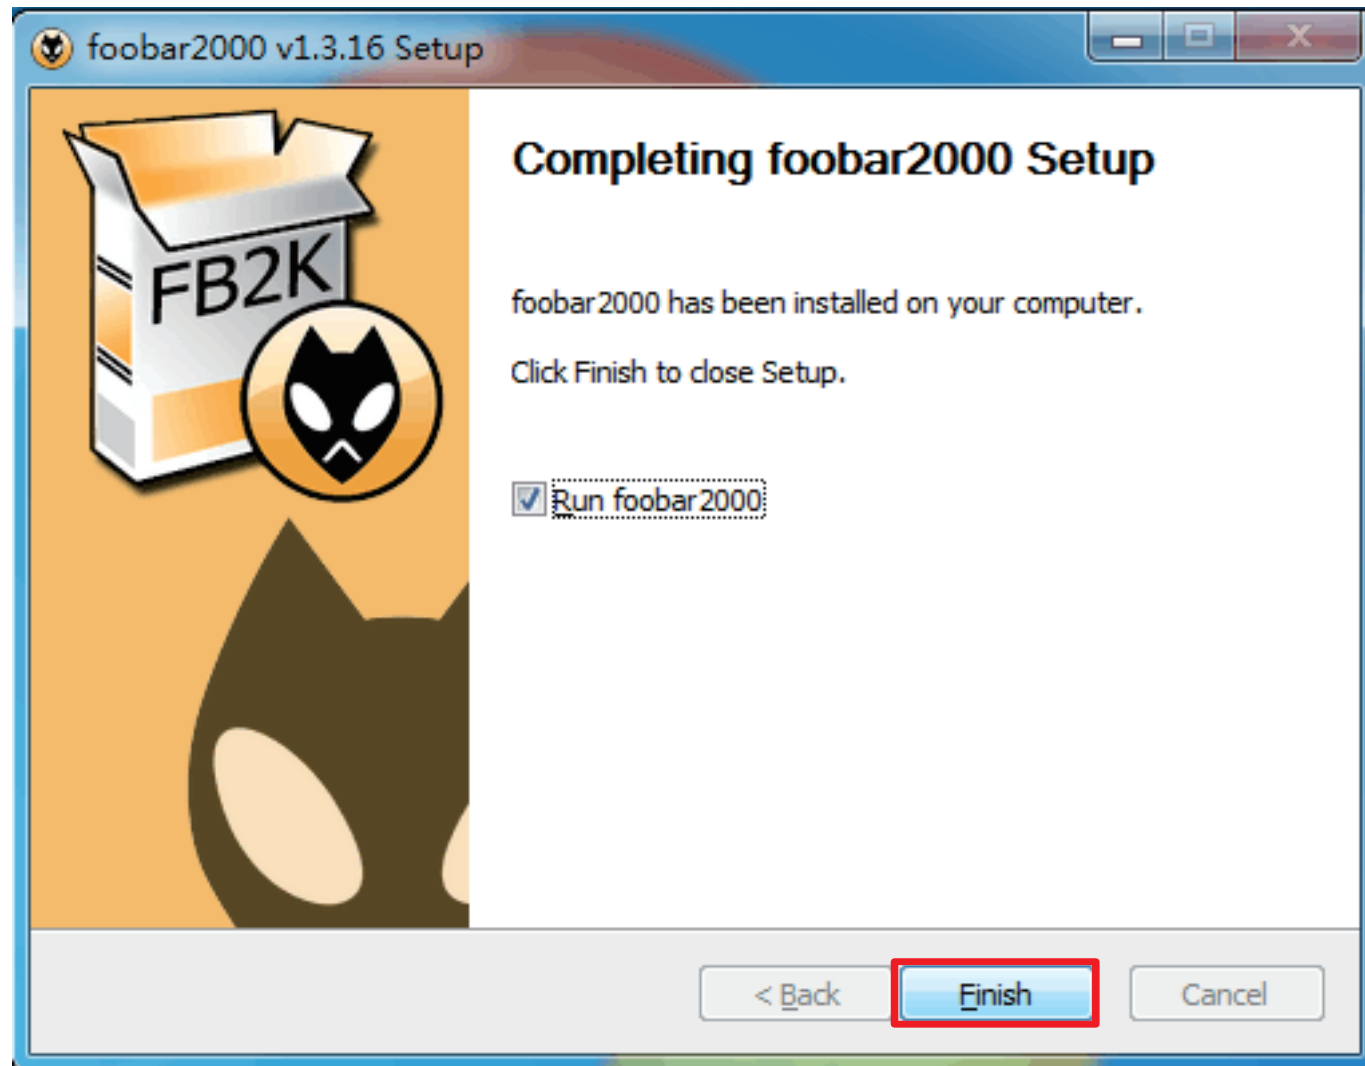 foobar2000 v1.3.16 Setup
FB2K
Completing foobar2000 Setup
foobar2000 has been installed on your computer.
Click Finish to close Setup.
Run foobar2000
< Back
Finish
Cancel